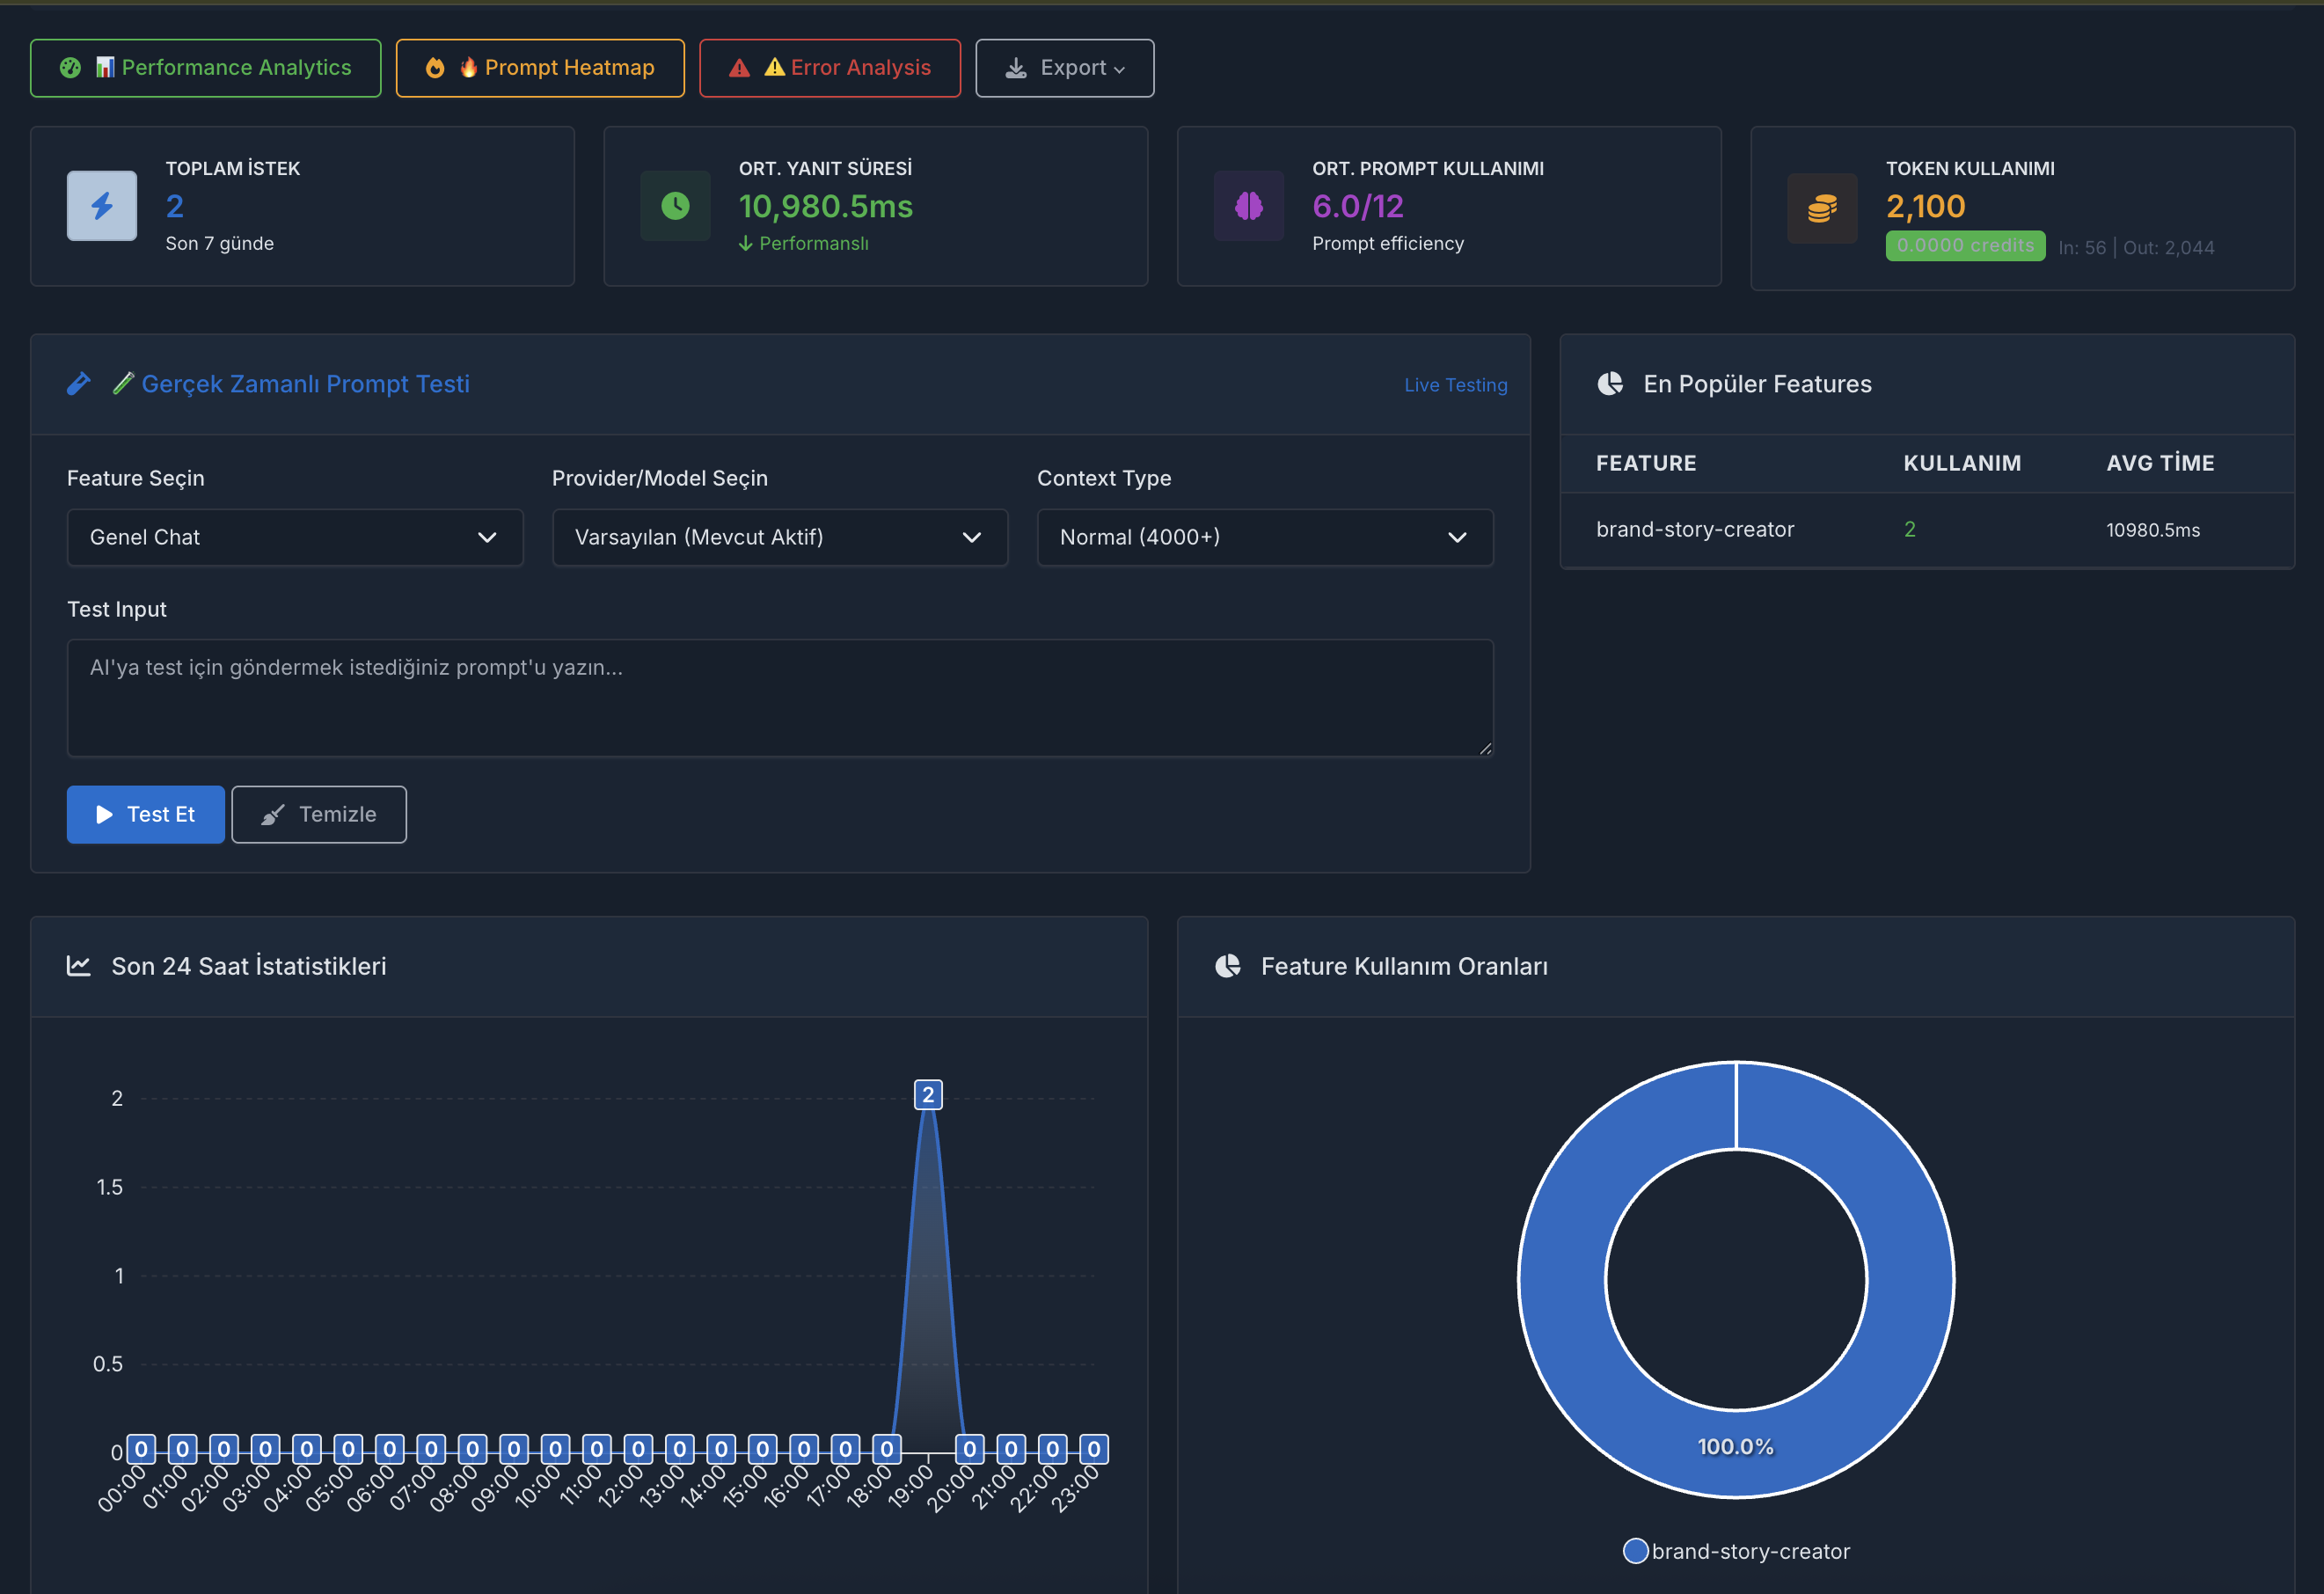 📊 Performance Analytics
🔥 Prompt Heatmap
⚠️ Error Analysis
Export
TOPLAM İSTEK
2
Son 7 günde
ORT. YANIT SÜRESİ
10,980.5ms
↓ Performanslı
ORT. PROMPT KULLANIMI
6.0/12
Prompt efficiency
TOKEN KULLANIMI
2,100
0.0000 credits In: 56 | Out: 2,044
Gerçek Zamanlı Prompt Testi
Live Testing
Feature Seçin
Genel Chat
Provider/Model Seçin
Varsayılan (Mevcut Aktif)
Context Type
Normal (4000+)
Test Input
AI'ya test için göndermek istediğiniz prompt'u yazın...
Test Et
Temizle
En Popüler Features
FEATURE KULLANIM AVG TİME
brand-story-creator 2 10980.5ms
Son 24 Saat İstatistikleri
2
1.5
1
0.5
0
2
0 0 0 0 0 0 0 0 0 0 0 0 0 0 0 0 0 0 0 0 0 0 0
00:00 01:00 02:00 03:00 04:00 05:00 06:00 07:00 08:00 09:00 10:00 11:00 12:00 13:00 14:00 15:00 16:00 17:00 18:00 19:00 20:00 21:00 22:00 23:00
Feature Kullanım Oranları
100.0%
brand-story-creator